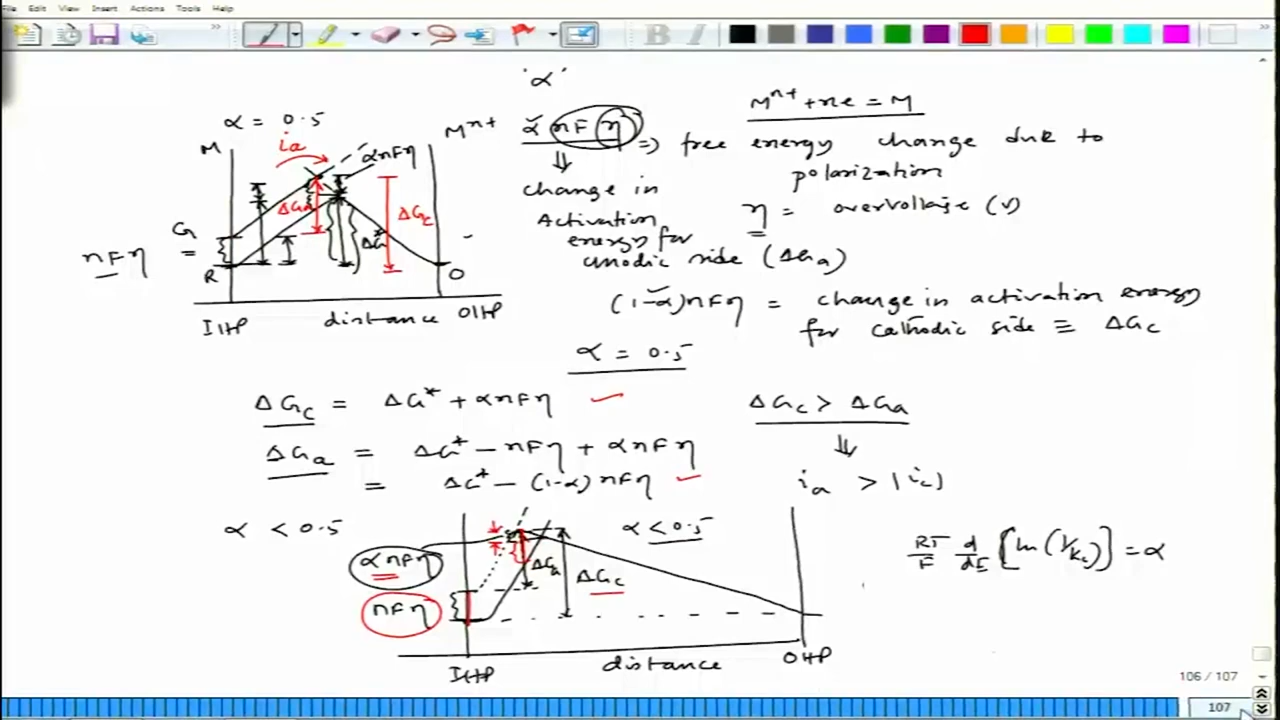 File Edit View Insert Actions Tools Help
'α'
α = 0.5
M
ia
Mⁿ⁺
αnFη
αnFη => free energy change due to polarization
Mⁿ⁺ + ne = M
⇓
change in Activation energy for anodic side (ΔGa)
η = overvoltage (v)
G
ΔGa
ΔG*
ΔGc
nFη =
R
O
IHP distance OHP
(1-α)nFη = change in activation energy
for cathodic side ≡ ΔGc
α = 0.5
ΔGc = ΔG* + αnFη
ΔGc > ΔGa
⇓
ΔGa = ΔG* - nFη + αnFη
= ΔG* - (1-α)nFη
ia > |ic|
α < 0.5
α < 0.5
αnFη
ΔGa
ΔGc
nFη
RT/F d/dE [ln(1/kc)] = α
IHP distance OHP
106 / 107
107